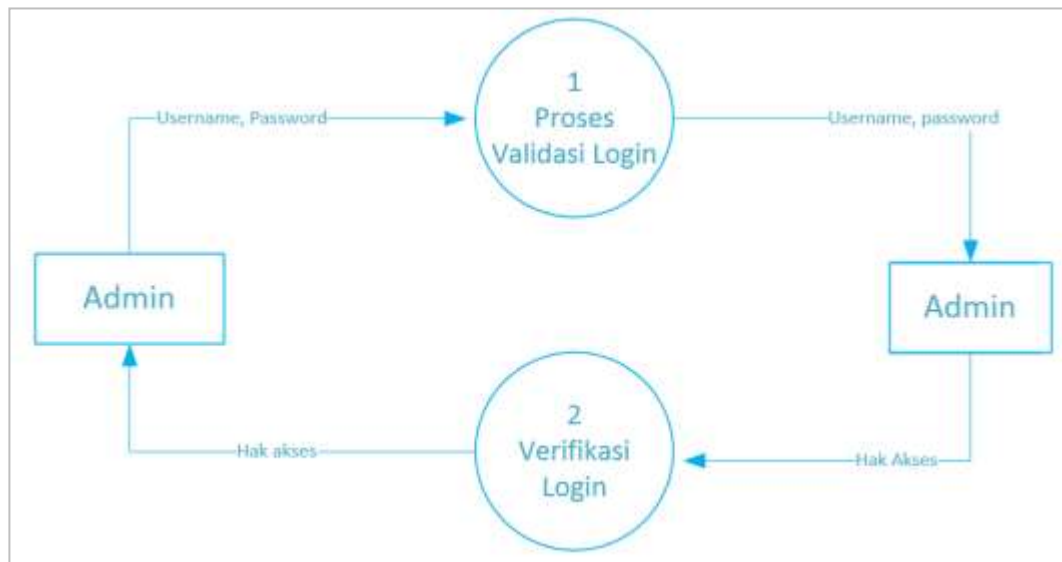 1
Proses
Validasi Login
Username, Password
Username, password
Admin
Admin
2
Verifikasi
Login
Hak akses
Hak Akses